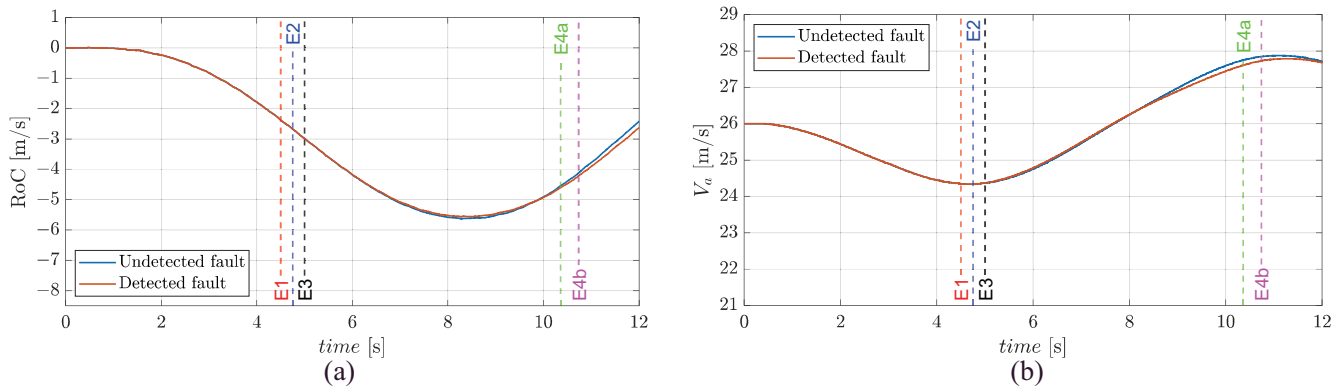 1
0
−1
−2
−3
−4
−5
−6
−7
−8
RoC [m/s]
E2
E4a
Undetected fault
Detected fault
E1
E3
E4b
0 2 4 6 8 10 12
time [s]
(a)
29
28
27
26
25
24
23
22
21
V_a [m/s]
Undetected fault
Detected fault
E2
E4a
E1
E3
E4b
0 2 4 6 8 10 12
time [s]
(b)